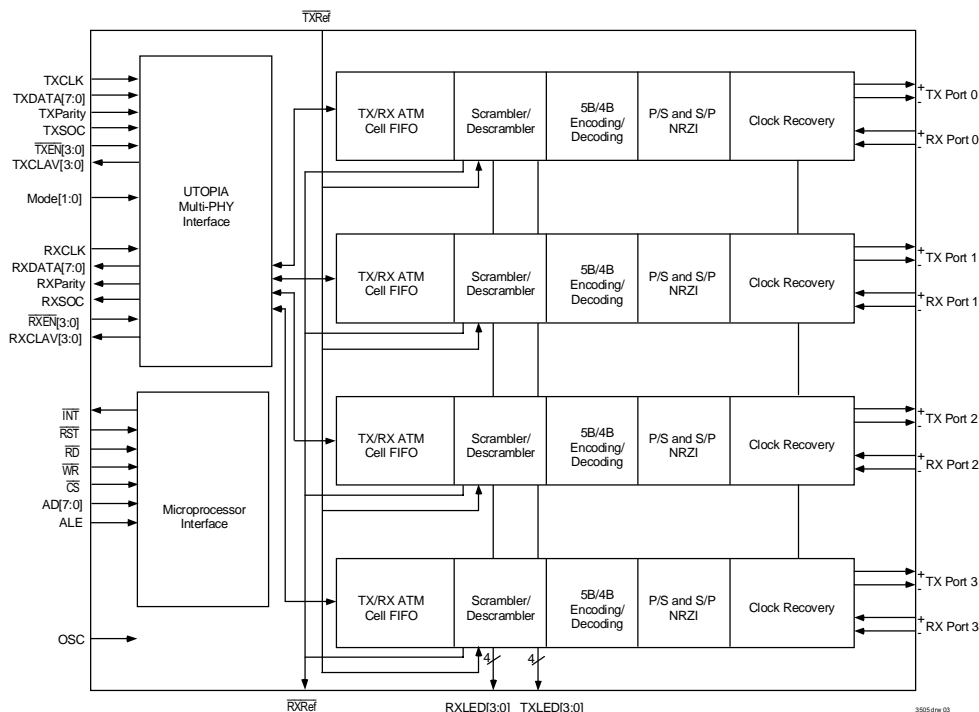 TXRef
TXCLK
TXDATA[7:0]
TXParity
TXSOC
TXEN[3:0]
TXCLAV[3:0]
Mode[1:0]
RXCLK
RXDATA[7:0]
RXParity
RXSOC
RXEN[3:0]
RXCLAV[3:0]
UTOPIA
Multi-PHY
Interface
INT
RST
RD
WR
CS
AD[7:0]
ALE
Microprocessor
Interface
OSC
TX/RX ATM
Cell FIFO
Scrambler/
Descrambler
5B/4B
Encoding/
Decoding
P/S and S/P
NRZI
Clock Recovery
+
-
TX Port 0
+
-
RX Port 0
TX/RX ATM
Cell FIFO
Scrambler/
Descrambler
5B/4B
Encoding/
Decoding
P/S and S/P
NRZI
Clock Recovery
+
-
TX Port 1
+
-
RX Port 1
TX/RX ATM
Cell FIFO
Scrambler/
Descrambler
5B/4B
Encoding/
Decoding
P/S and S/P
NRZI
Clock Recovery
+
-
TX Port 2
+
-
RX Port 2
TX/RX ATM
Cell FIFO
Scrambler/
Descrambler
5B/4B
Encoding/
Decoding
P/S and S/P
NRZI
Clock Recovery
+
-
TX Port 3
+
-
RX Port 3
4
4
RXRef
RXLED[3:0]
TXLED[3:0]
3505 drw 03